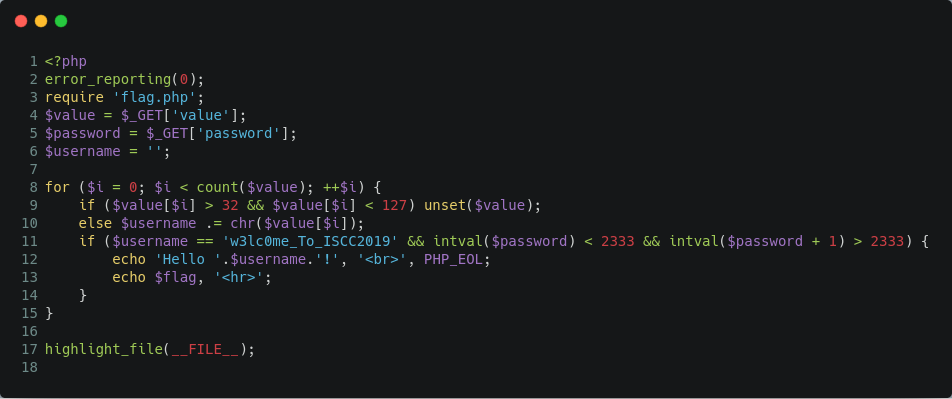 1 <?php
2 error_reporting(0);
3 require 'flag.php';
4 $value = $_GET['value'];
5 $password = $_GET['password'];
6 $username = '';
7
8 for ($i = 0; $i < count($value); ++$i) {
9     if ($value[$i] > 32 && $value[$i] < 127) unset($value);
10     else $username .= chr($value[$i]);
11     if ($username == 'w3lc0me_To_ISCC2019' && intval($password) < 2333 && intval($password + 1) > 2333) {
12         echo 'Hello '.$username.'!', '<br>', PHP_EOL;
13         echo $flag, '<hr>';
14     }
15 }
16
17 highlight_file(__FILE__);
18